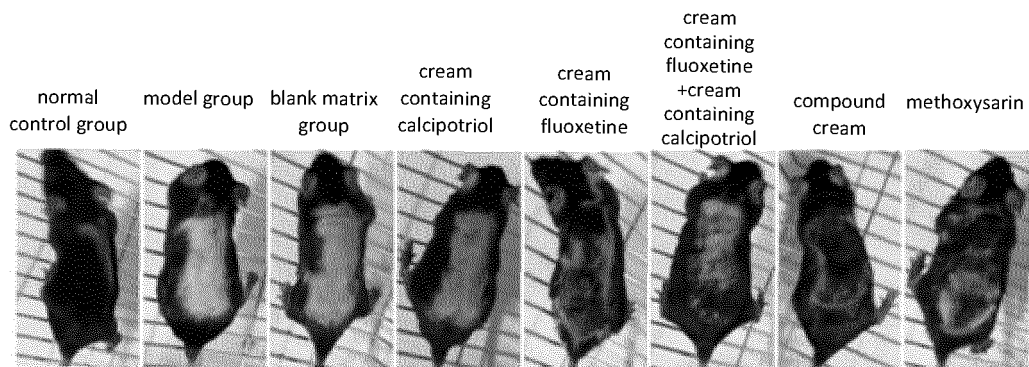 normal
control group
model group
blank matrix
group
cream
containing
calcipotriol
cream
containing
fluoxetine
cream
containing
fluoxetine
+cream
containing
calcipotriol
compound
cream
methoxysarin